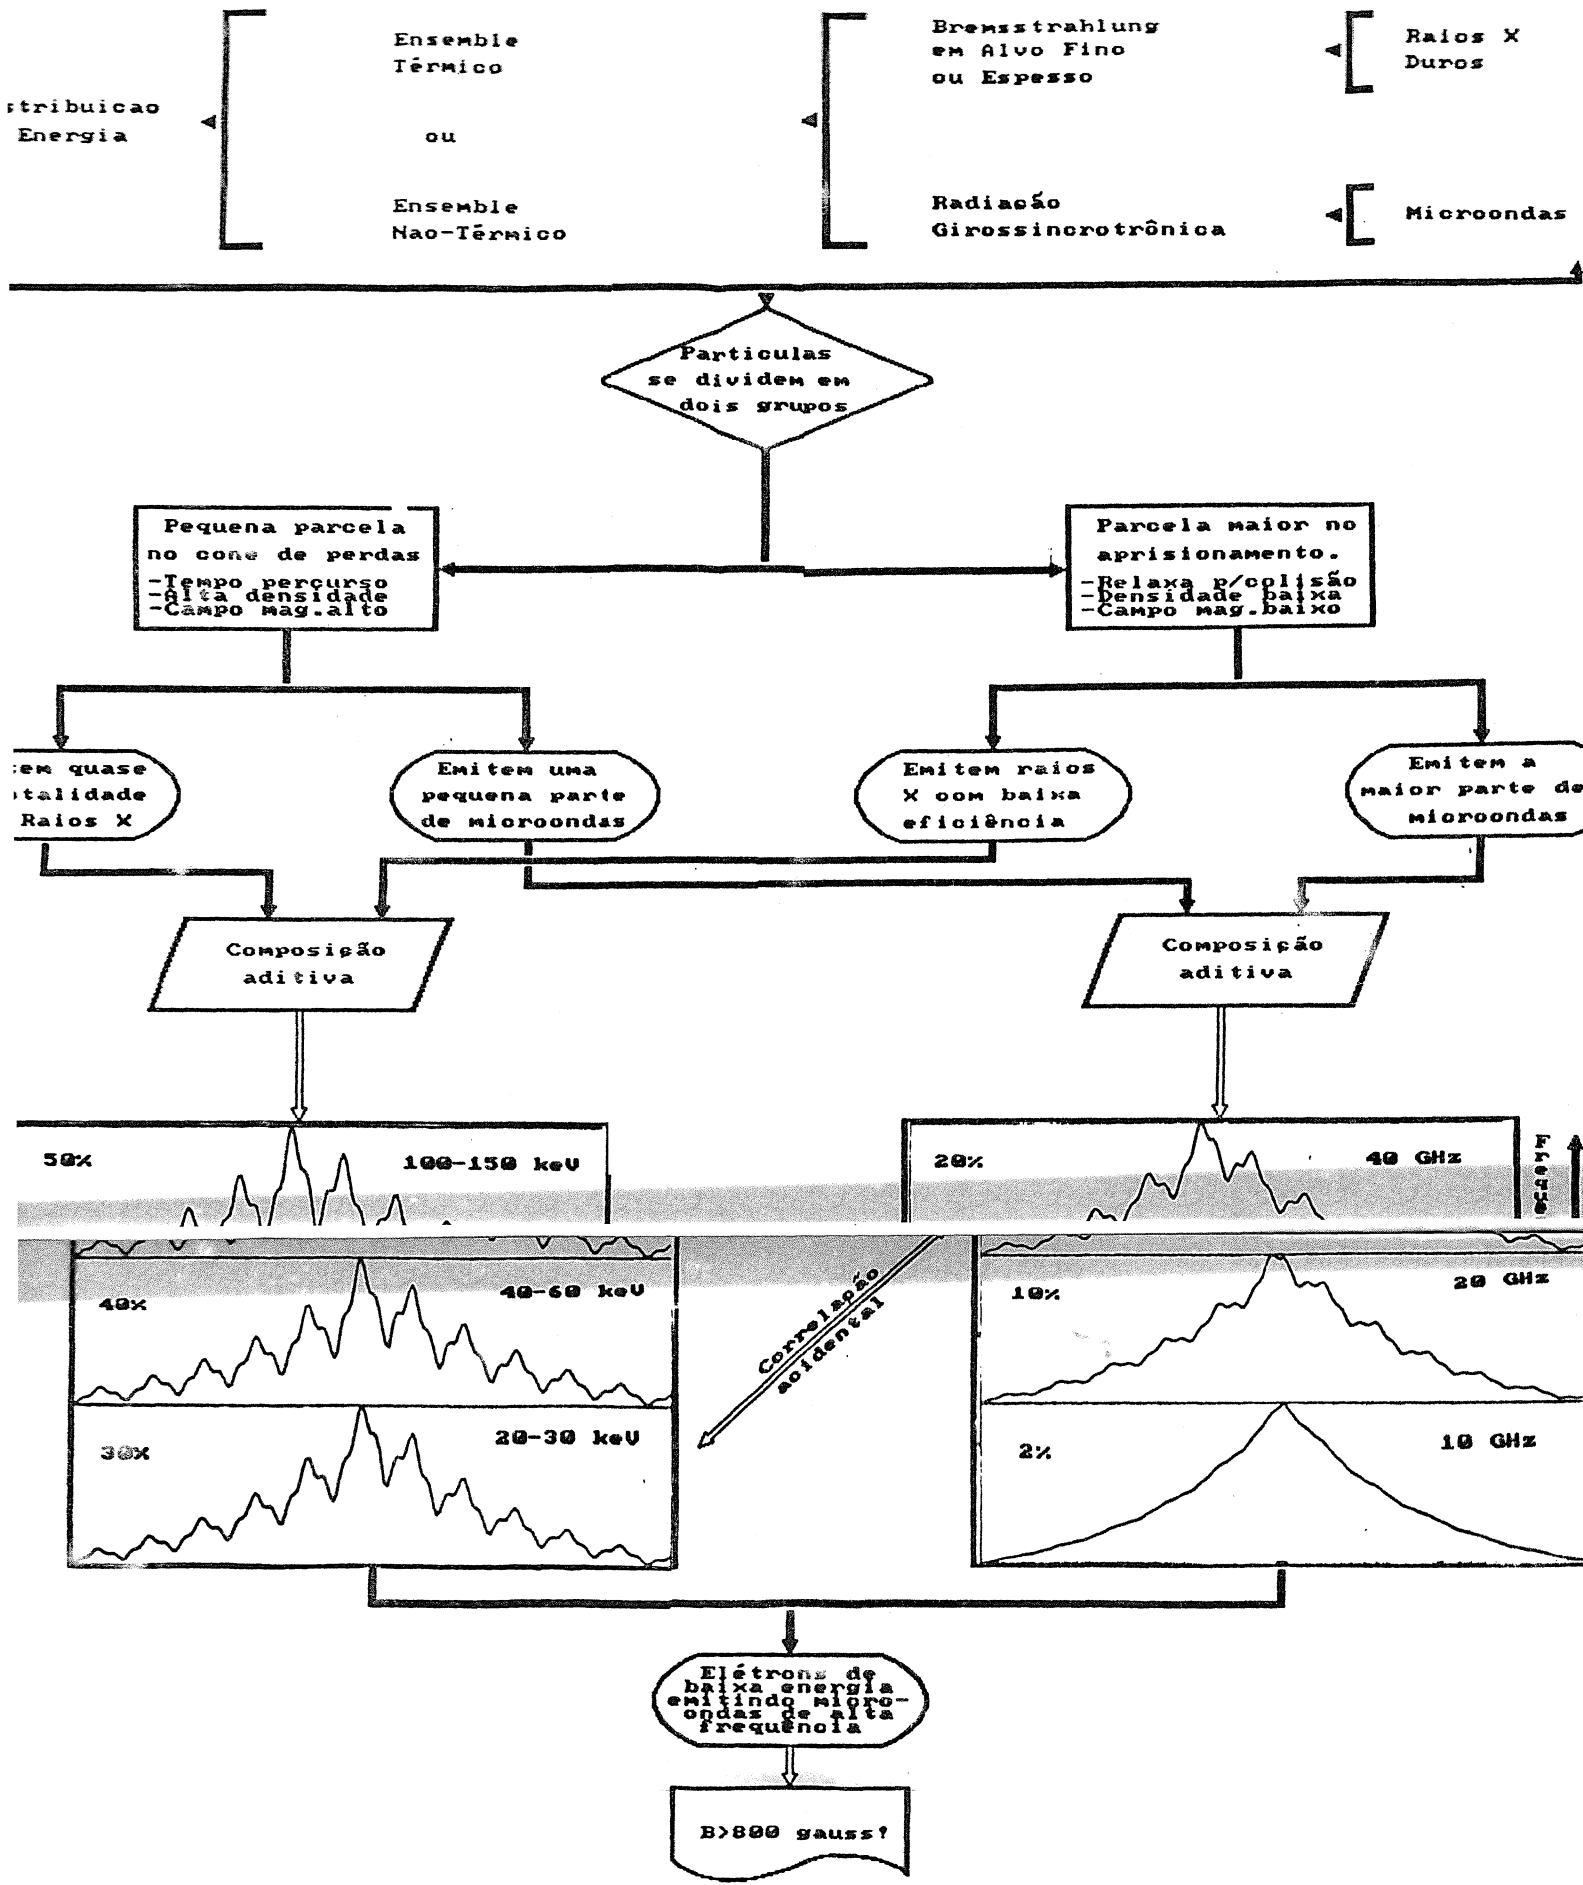 Ensemble
Térmico
ou
Ensemble
Nao-Térmico
stribuicao
Energia
Bremsstrahlung
em Alvo Fino
ou Espesso
Raios X
Duros
Radiação
Girossincrotrônica
Microondas
Particulas
se dividem em
dois grupos
Pequena parcela
no cone de perdas
-Tempo percurso
-Alta densidade
-Campo mag.alto
Parcela maior no
aprisionamento.
-Relaxa p/colisão
-Densidade baixa
-Campo mag.baixo
tem quase
talidade
Raios X
Emitem uma
pequena parte
de microondas
Emitem raios
X com baixa
eficiência
Emitem a
maior parte de
microondas
Composição
aditiva
Composição
aditiva
50%
100-150 keV
20%
40 GHz
Freque
40%
40-60 keV
10%
20 GHz
Correlação
acidental
30%
20-30 keV
2%
10 GHz
Elétrons de
baixa energia
emitindo micro-
ondas de alta
frequência
B>800 gauss?